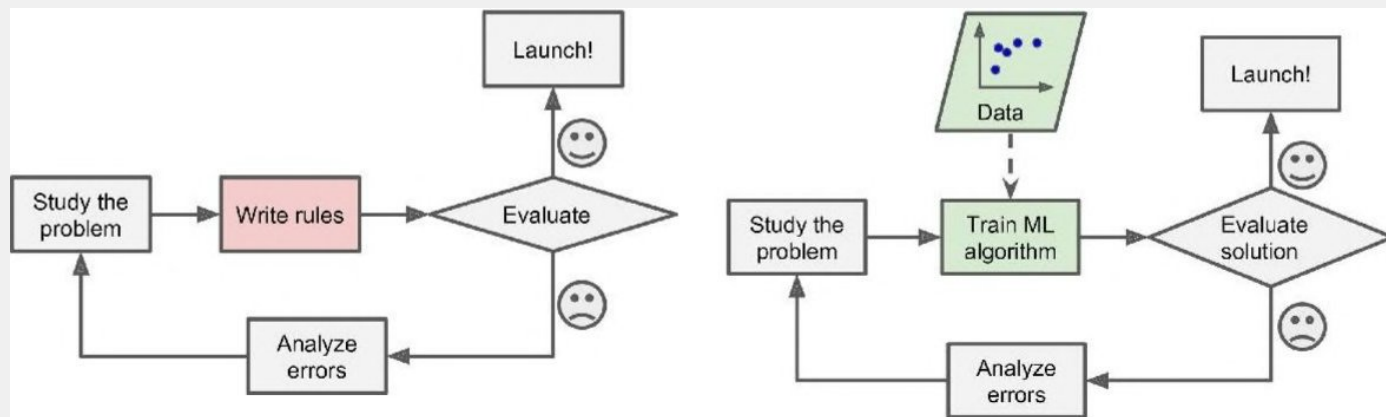 Launch!
Study the
problem
Write rules
Evaluate
Analyze
errors
Data
Launch!
Study the
problem
Train ML
algorithm
Evaluate
solution
Analyze
errors